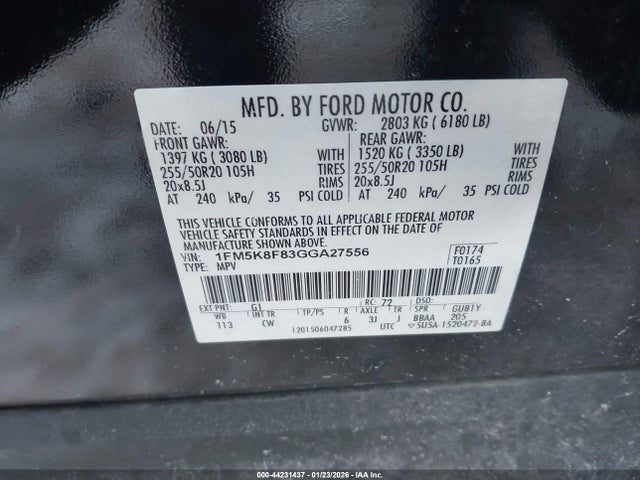 MFD. BY FORD MOTOR CO.
DATE: 06/15 GVWR: 2803 KG ( 6180 LB)
FRONT GAWR: REAR GAWR:
1397 KG ( 3080 LB) WITH 1520 KG ( 3350 LB) WITH
255/50R20 105H TIRES 255/50R20 105H TIRES
20x8.5J RIMS 20x8.5J RIMS
AT 240 kPa/ 35 PSI COLD AT 240 kPa/ 35 PSI COLD
THIS VEHICLE CONFORMS TO ALL APPLICABLE FEDERAL MOTOR
VEHICLE SAFETY STANDARDS IN EFFECT ON THE DATE OF
MANUFACTURE SHOWN ABOVE.
VIN: 1FM5K8F83GGA27556 F0174
TYPE: MPV T0165
EXT PNT: G1 RC: 72 DSO:
WB INT TR TP/PS R AXLE TR SPR GUB1Y
113 CW 6 3J J BBAA 205
1201506047285 UTC 5U5A-1520472-BA
000-44231437 | 01/23/2026 | IAA, Inc.